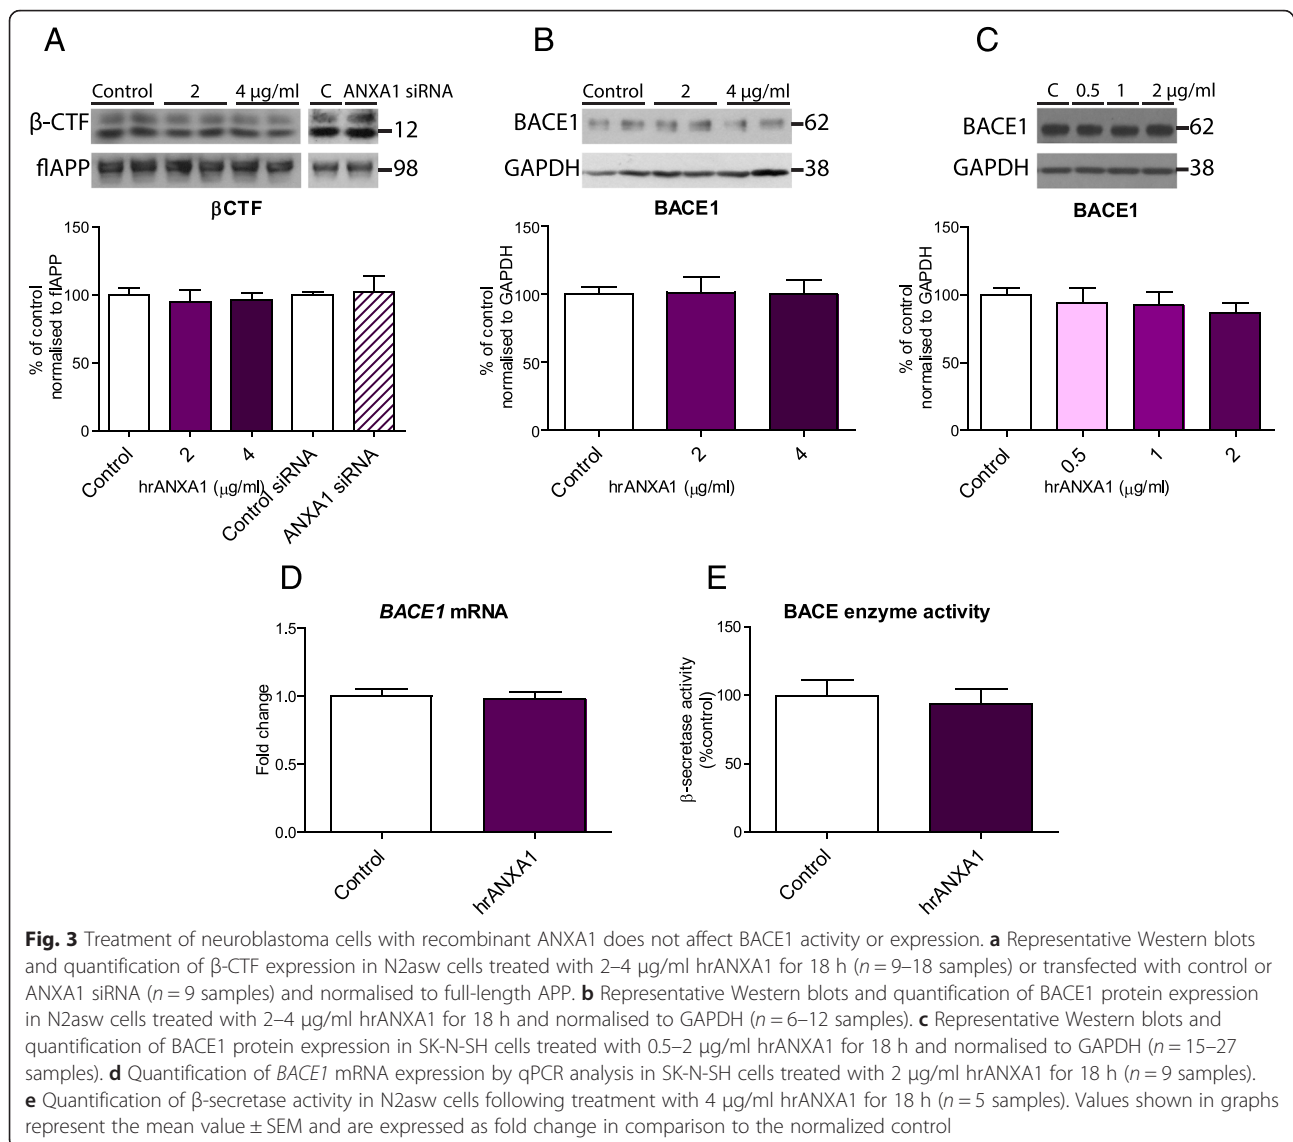 A
Control 2 4 μg/ml C ANXA1 siRNA
β-CTF 12
flAPP 98
βCTF
% of control
normalised to flAPP
150
100
50
0
Control
2
4
Control siRNA
ANXA1 siRNA
hrANXA1 (μg/ml)
B
Control 2 4 μg/ml
BACE1 62
GAPDH 38
BACE1
% of control
normalised to GAPDH
150
100
50
0
Control
2
4
hrANXA1 (μg/ml)
C
C 0.5 1 2 μg/ml
BACE1 62
GAPDH 38
BACE1
% of control
normalised to GAPDH
150
100
50
0
Control
0.5
1
2
hrANXA1 (μg/ml)
D
BACE1 mRNA
Fold change
1.5
1.0
0.5
0.0
Control
hrANXA1
E
BACE enzyme activity
β-secretase activity
(%control)
150
100
50
0
Control
hrANXA1
Fig. 3 Treatment of neuroblastoma cells with recombinant ANXA1 does not affect BACE1 activity or expression. a Representative Western blots
and quantification of β-CTF expression in N2asw cells treated with 2–4 μg/ml hrANXA1 for 18 h (n = 9–18 samples) or transfected with control or
ANXA1 siRNA (n = 9 samples) and normalised to full-length APP. b Representative Western blots and quantification of BACE1 protein expression
in N2asw cells treated with 2–4 μg/ml hrANXA1 for 18 h and normalised to GAPDH (n = 6–12 samples). c Representative Western blots and
quantification of BACE1 protein expression in SK-N-SH cells treated with 0.5–2 μg/ml hrANXA1 for 18 h and normalised to GAPDH (n = 15–27
samples). d Quantification of BACE1 mRNA expression by qPCR analysis in SK-N-SH cells treated with 2 μg/ml hrANXA1 for 18 h (n = 9 samples).
e Quantification of β-secretase activity in N2asw cells following treatment with 4 μg/ml hrANXA1 for 18 h (n = 5 samples). Values shown in graphs
represent the mean value ± SEM and are expressed as fold change in comparison to the normalized control